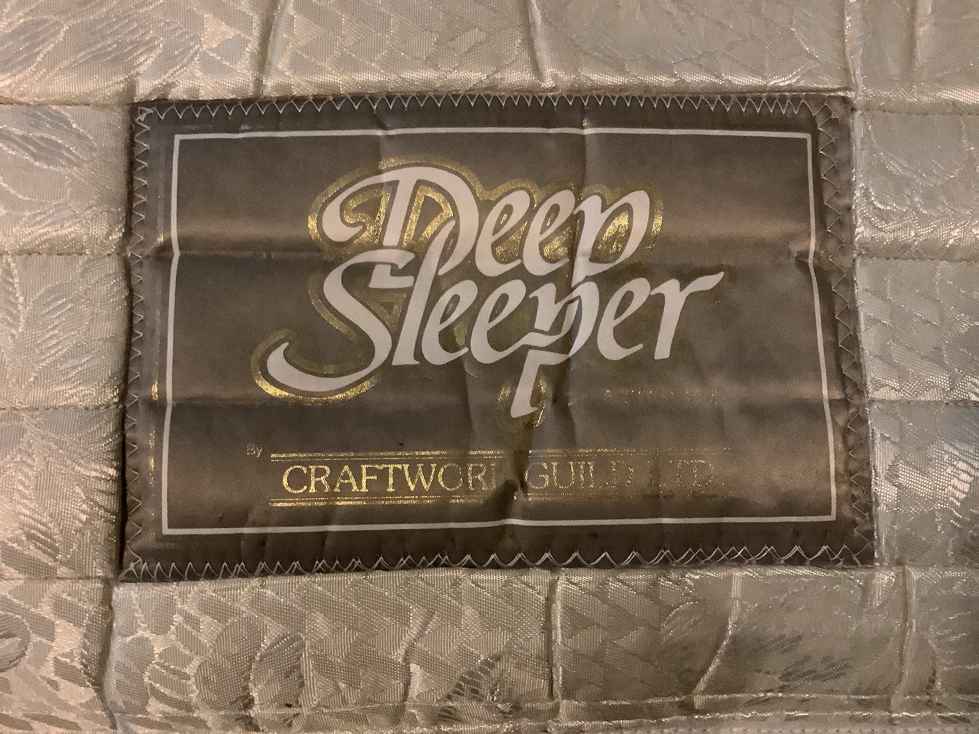 Deep
Sleeper
By
CRAFTWORK GUILD LTD.